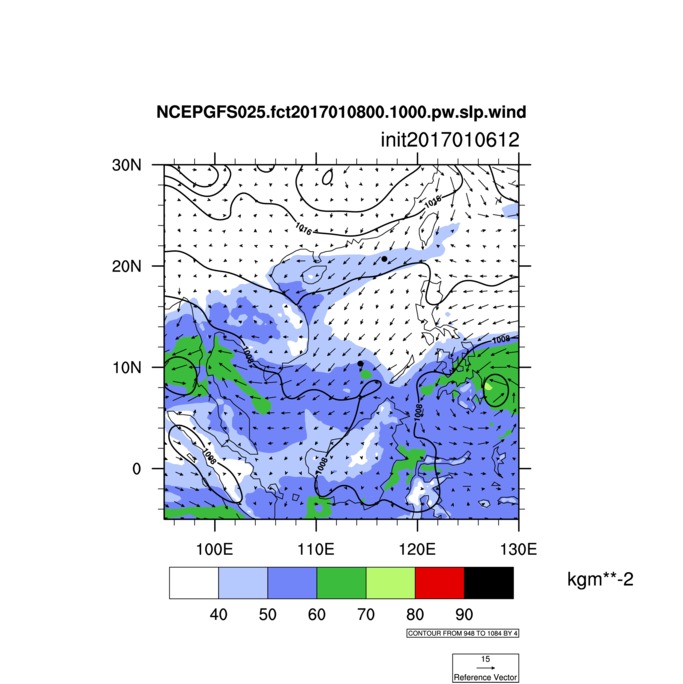 NCEPGFS025.fct2017010800.1000.pw.slp.wind
init2017010612
30N
1016
1016
20N
1008
1008
10N
1008
1008
1008
0
100E 110E 120E 130E
kgm**-2
40 50 60 70 80 90
CONTOUR FROM 948 TO 1084 BY 4
15
Reference Vector